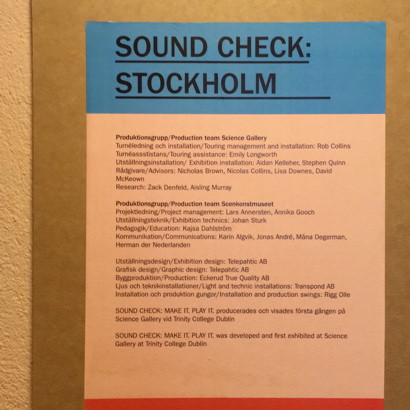 SOUND CHECK:
STOCKHOLM
Produktionsgrupp/Production team Science Gallery
Turnéledning och installation/Touring management and installation: Rob Collins
Turnéassstistans/Touring assistance: Emily Longworth
Utställningsinstallation/ Exhibition installation: Aidan Kelleher, Stephen Quinn
Rådgivare/Advisors: Nicholas Brown, Nicolas Collins, Lisa Downes, David
McKeown
Research: Zack Denfeld, Aisling Murray
Produktionsgrupp/Production team Scenkonstmuseet
Projektledning/Project management: Lars Annersten, Annika Gooch
Utställningsteknik/Exhibition technics: Johan Sturk
Pedagogik/Education: Kajsa Dahlström
Kommunikation/Communications: Karin Algvik, Jonas André, Måna Degerman,
Herman der Nederlanden
Utställningsdesign/Exhibition design: Telepahtic AB
Grafisk design/Graphic design: Telepahtic AB
Byggproduktion/Production: Eckerud True Quality AB
Ljus och teknikinstallationer/Light and technic installations: Transpond AB
Installation och produktion gungor/Installation and production swings: Rigg Olle
SOUND CHECK: MAKE IT. PLAY IT. producerades och visades första gången på
Science Gallery vid Trinity College Dublin
SOUND CHECK: MAKE IT. PLAY IT. was developed and first exhibited at Science
Gallery at Trinity College Dublin